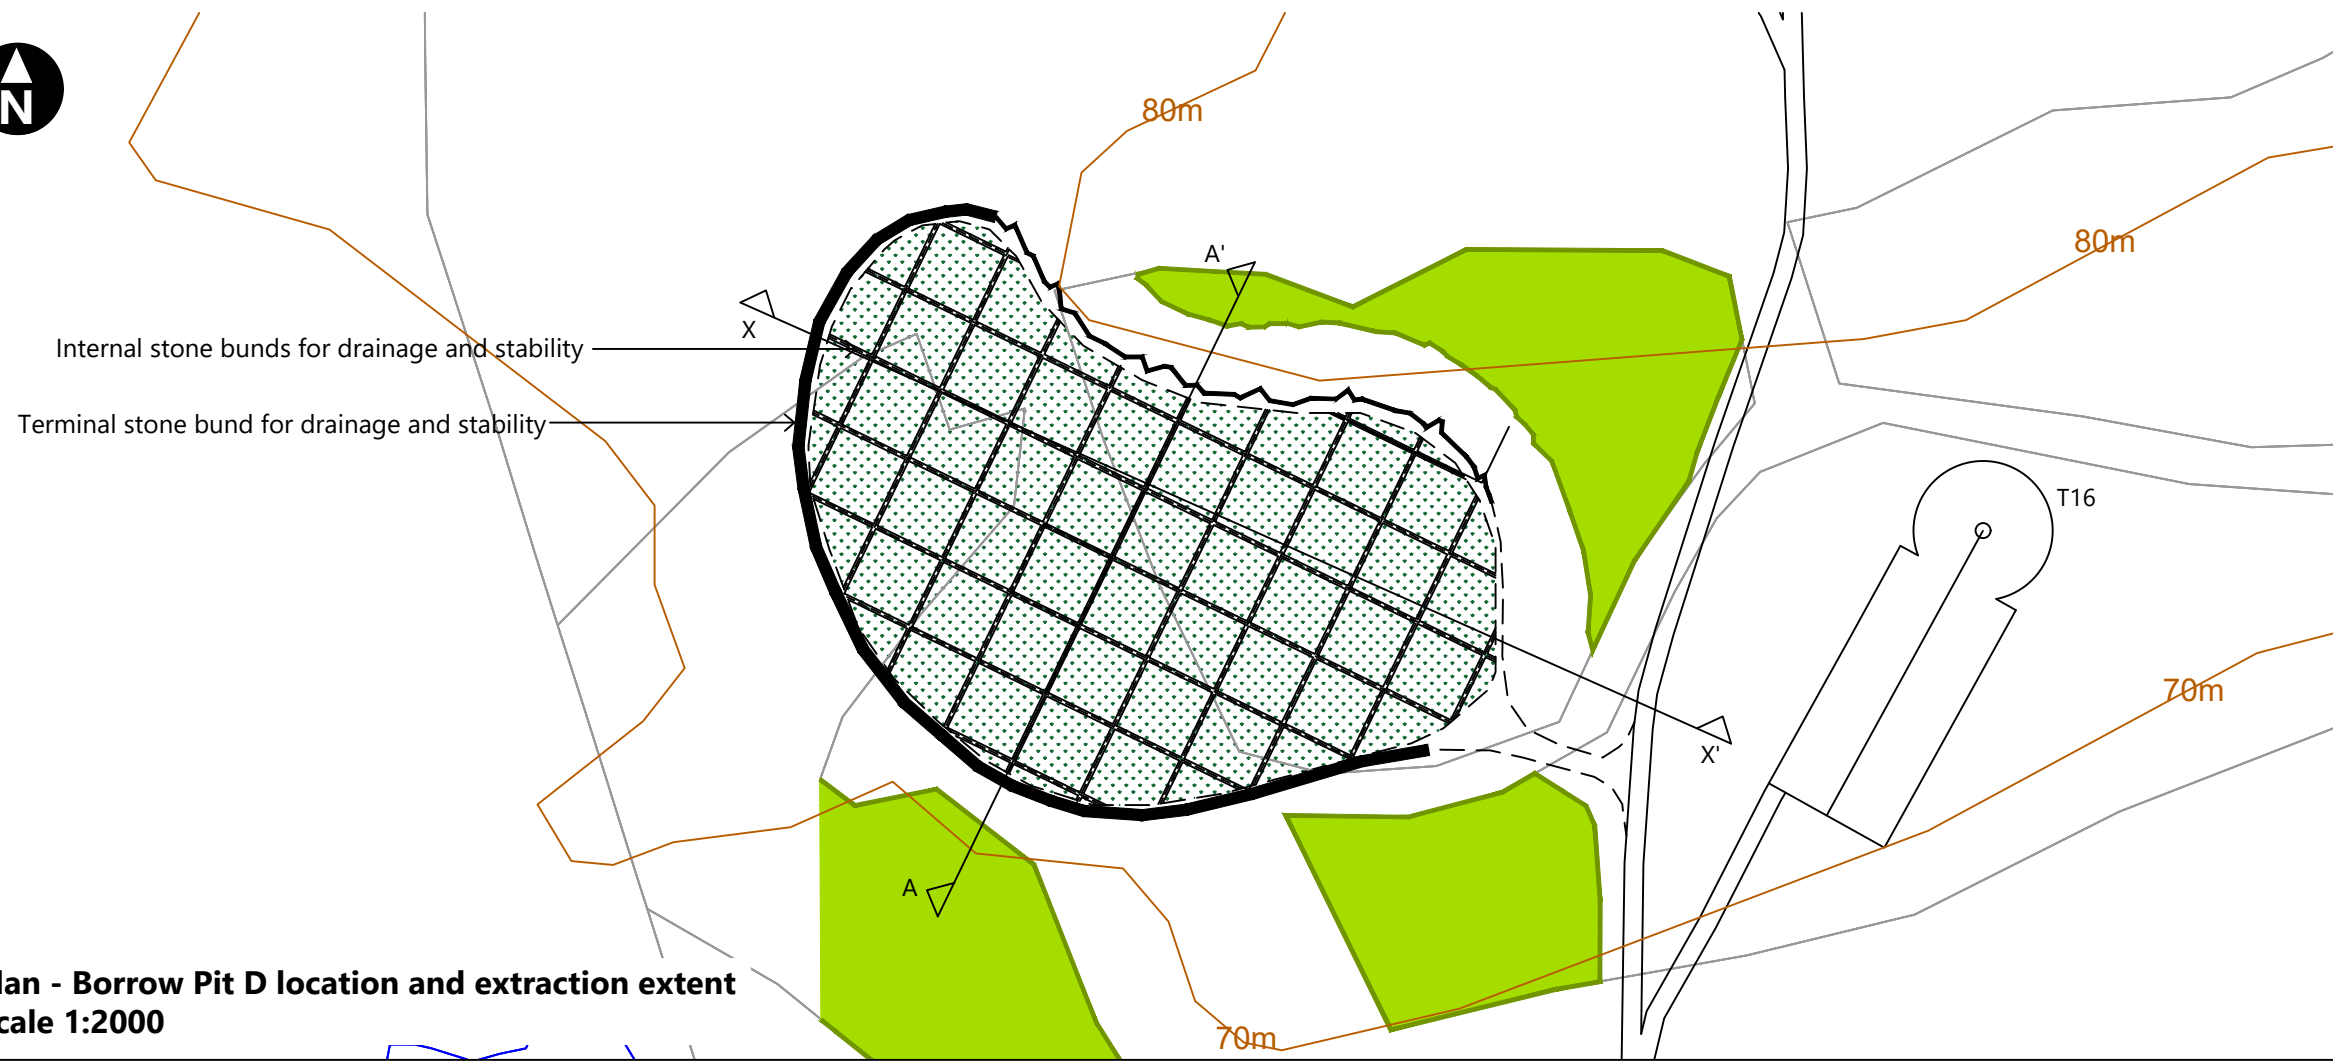 N
80m
80m
A'
X
Internal stone bunds for drainage and stability
Terminal stone bund for drainage and stability
T16
70m
X'
A
lan - Borrow Pit D location and extraction extent
cale 1:2000
70m